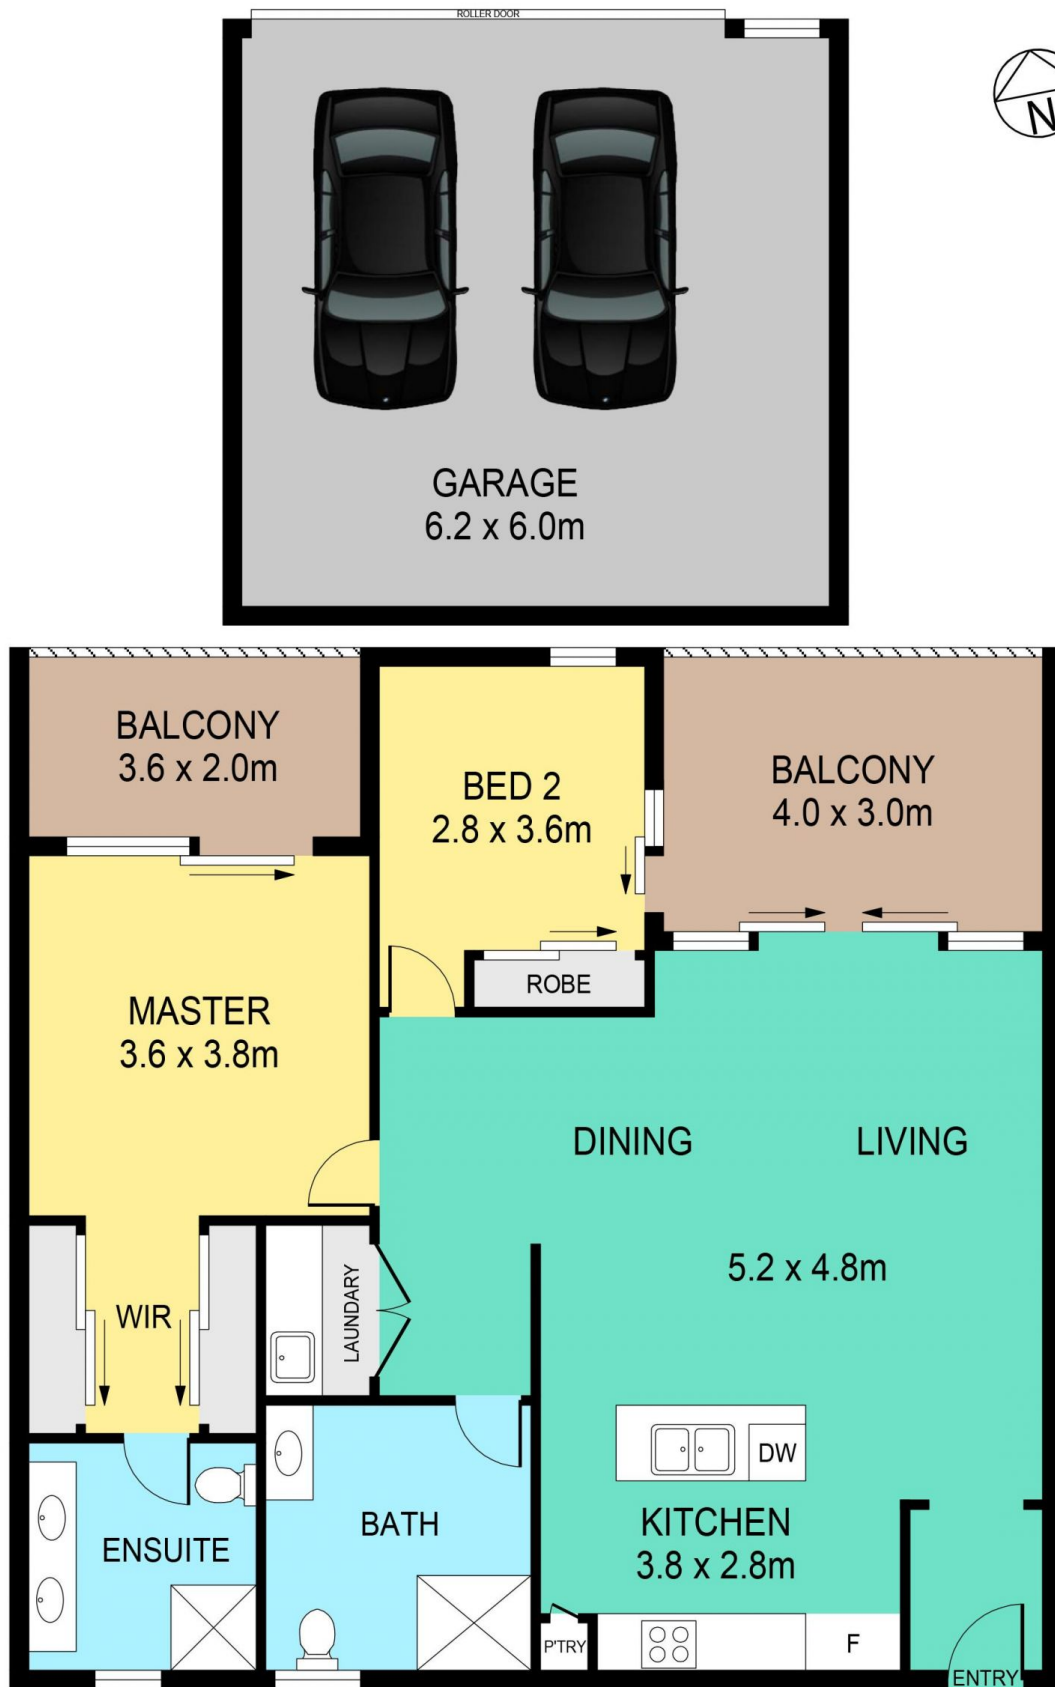 ROLLER DOOR
N
GARAGE
6.2 x 6.0m
BALCONY
3.6 x 2.0m
BED 2
2.8 x 3.6m
BALCONY
4.0 x 3.0m
ROBE
MASTER
3.6 x 3.8m
DINING
LIVING
5.2 x 4.8m
WIR
LAUNDARY
DW
BATH
KITCHEN
3.8 x 2.8m
ENSUITE
P'TRY
F
ENTRY